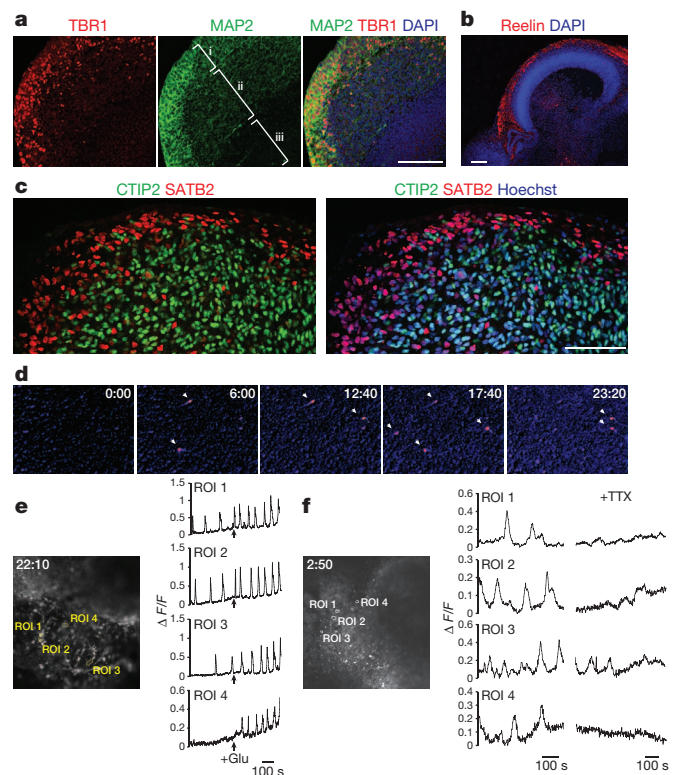 a
TBR1
MAP2
MAP2 TBR1 DAPI
i
ii
iii
b
Reelin DAPI
c
CTIP2 SATB2
CTIP2 SATB2 Hoechst
d
0:00
6:00
12:40
17:40
23:20
e
22:10
ROI 1
ROI 2
ROI 3
ROI 4
Δ F/F
ROI 1
1.5
1
0.5
0
ROI 2
1.5
1
0.5
0
ROI 3
1.5
1
0.5
0
ROI 4
0.6
0.4
0.2
0
+Glu
100 s
f
2:50
ROI 1
ROI 4
ROI 2
ROI 3
Δ F/F
ROI 1
+TTX
0.6
0.4
0.2
0
ROI 2
0.3
0.2
0.1
0
ROI 3
0.6
0.4
0.2
0
ROI 4
0.4
0.3
0.2
0.1
0
100 s
100 s